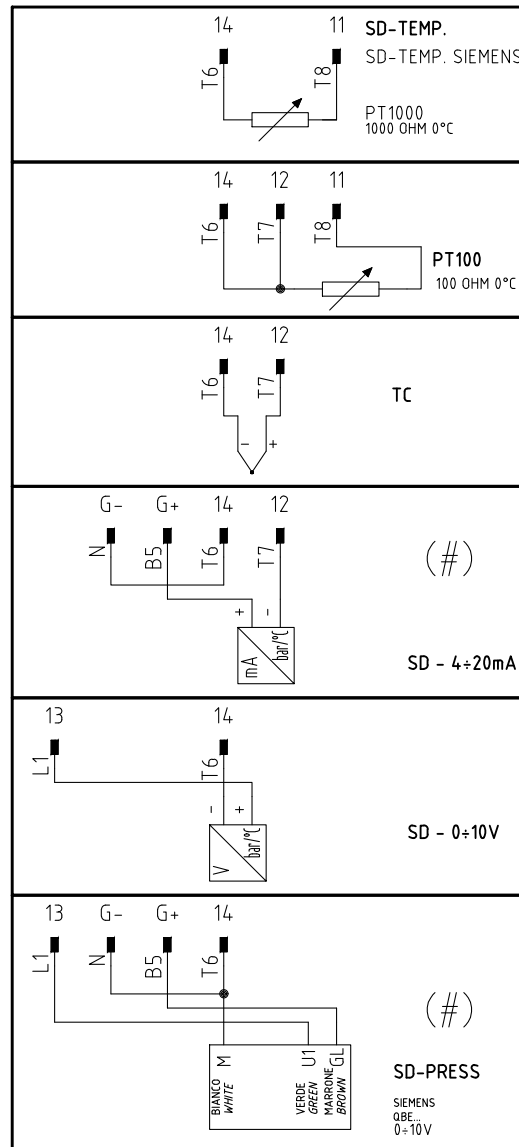 14 11 SD-TEMP.
T6 T8 SD-TEMP. SIEMENS
PT1000
1000 OHM 0°C
14 12 11
T6 T7 T8
PT100
100 OHM 0°C
14 12
T6 T7
TC
- +
G- G+ 14 12
N B5 T6 T7
(#)
+ -
mA bar/°C
SD - 4÷20mA
13 14
L1 T6
- +
V bar/°C
SD - 0÷10V
13 G- G+ 14
L1 N B5 T6
(#)
M U1 GL
BIANCO
WHITE
VERDE
GREEN
MARRONE
BROWN
SD-PRESS
SIEMENS
QBE...
0÷10V